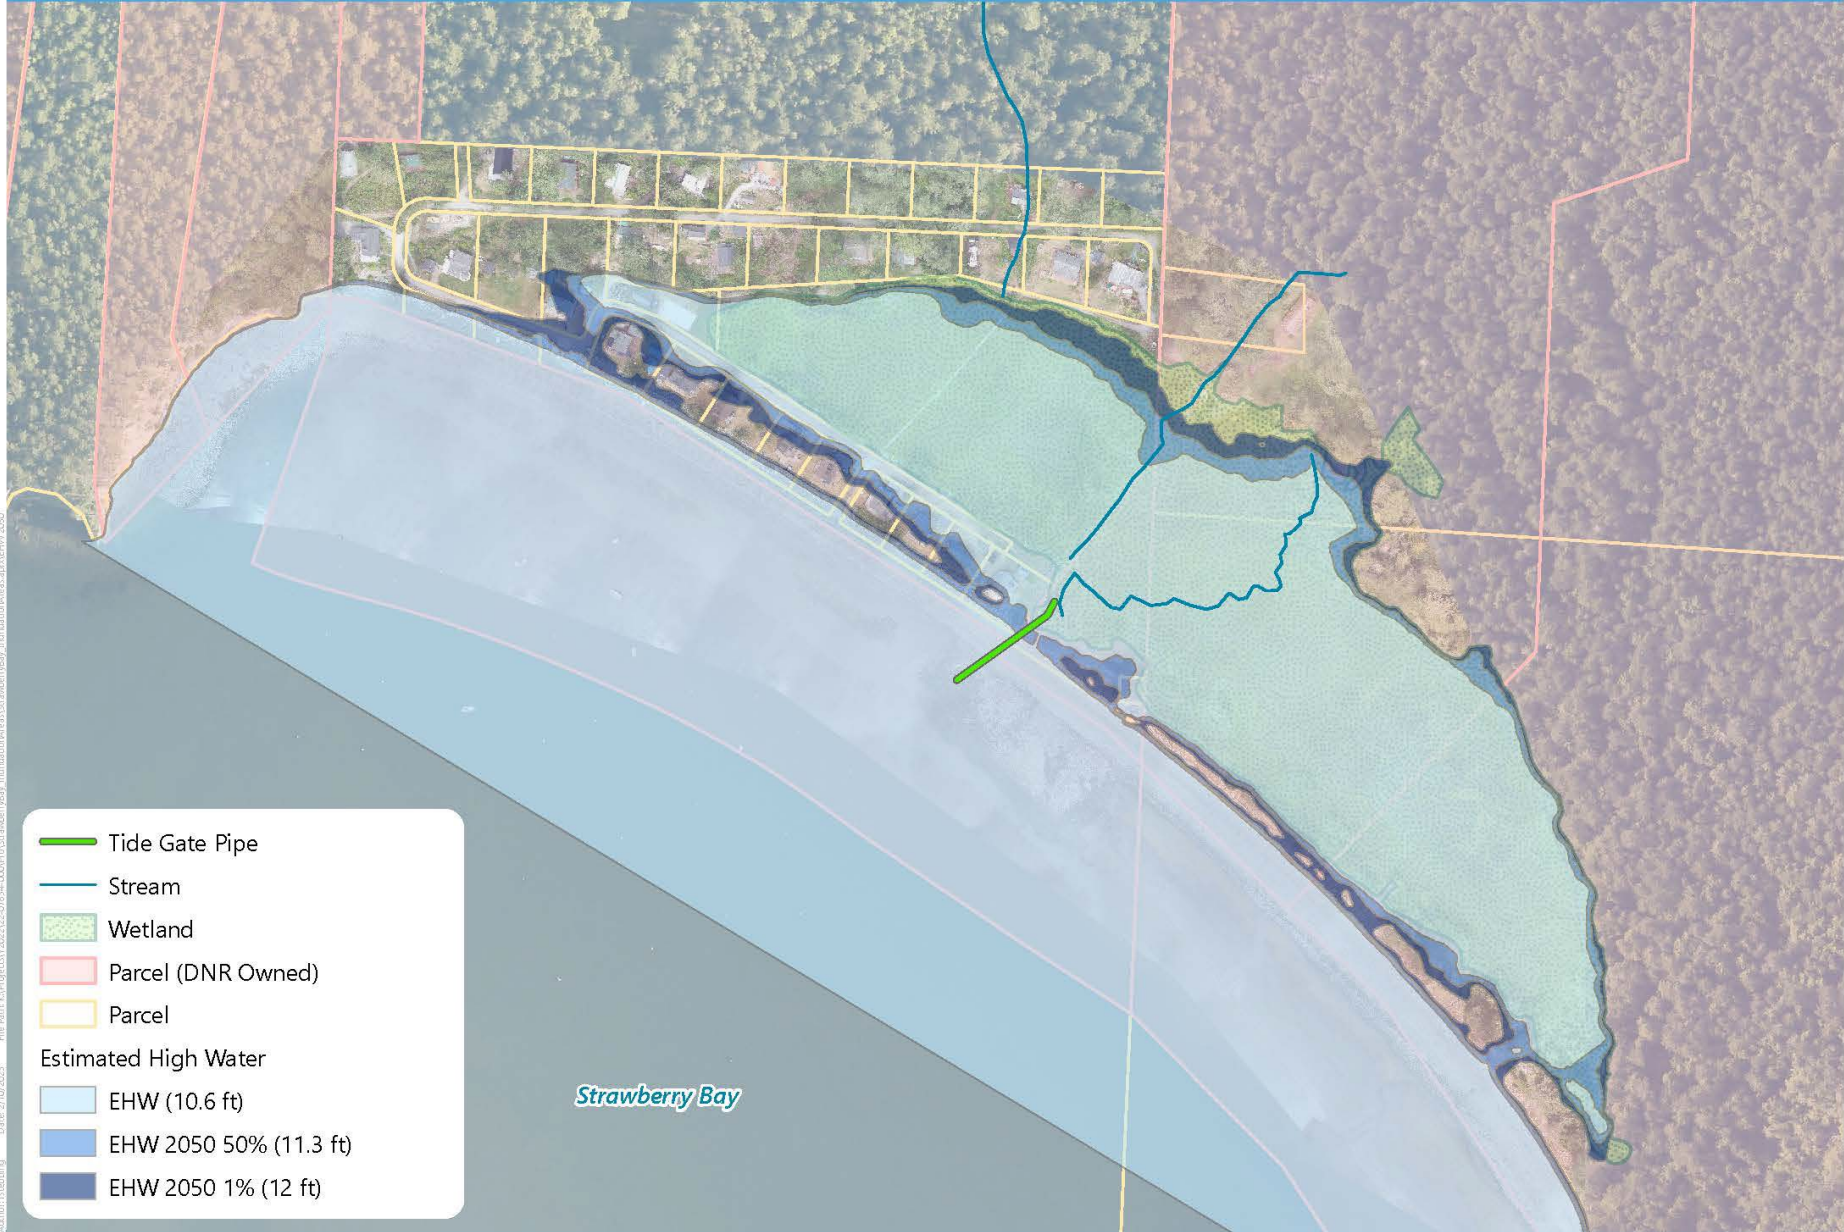 Tide Gate Pipe
Stream
Wetland
Parcel (DNR Owned)
Parcel
Estimated High Water
EHW (10.6 ft)
EHW 2050 50% (11.3 ft)
EHW 2050 1% (12 ft)
Strawberry Bay